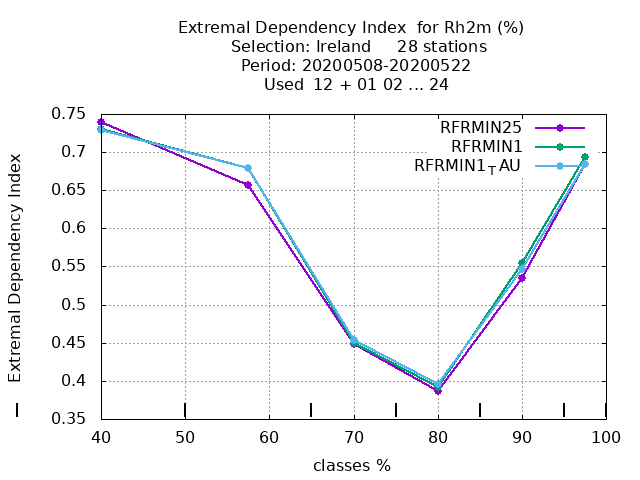 Extremal Dependency Index  for Rh2m (%)
Selection: Ireland     28 stations
Period: 20200508-20200522
Used  12 + 01 02 ... 24
RFRMIN25
RFRMIN1
RFRMIN1_TAU
Extremal Dependency Index
0.75
0.7
0.65
0.6
0.55
0.5
0.45
0.4
0.35
40 50 60 70 80 90 100
classes %